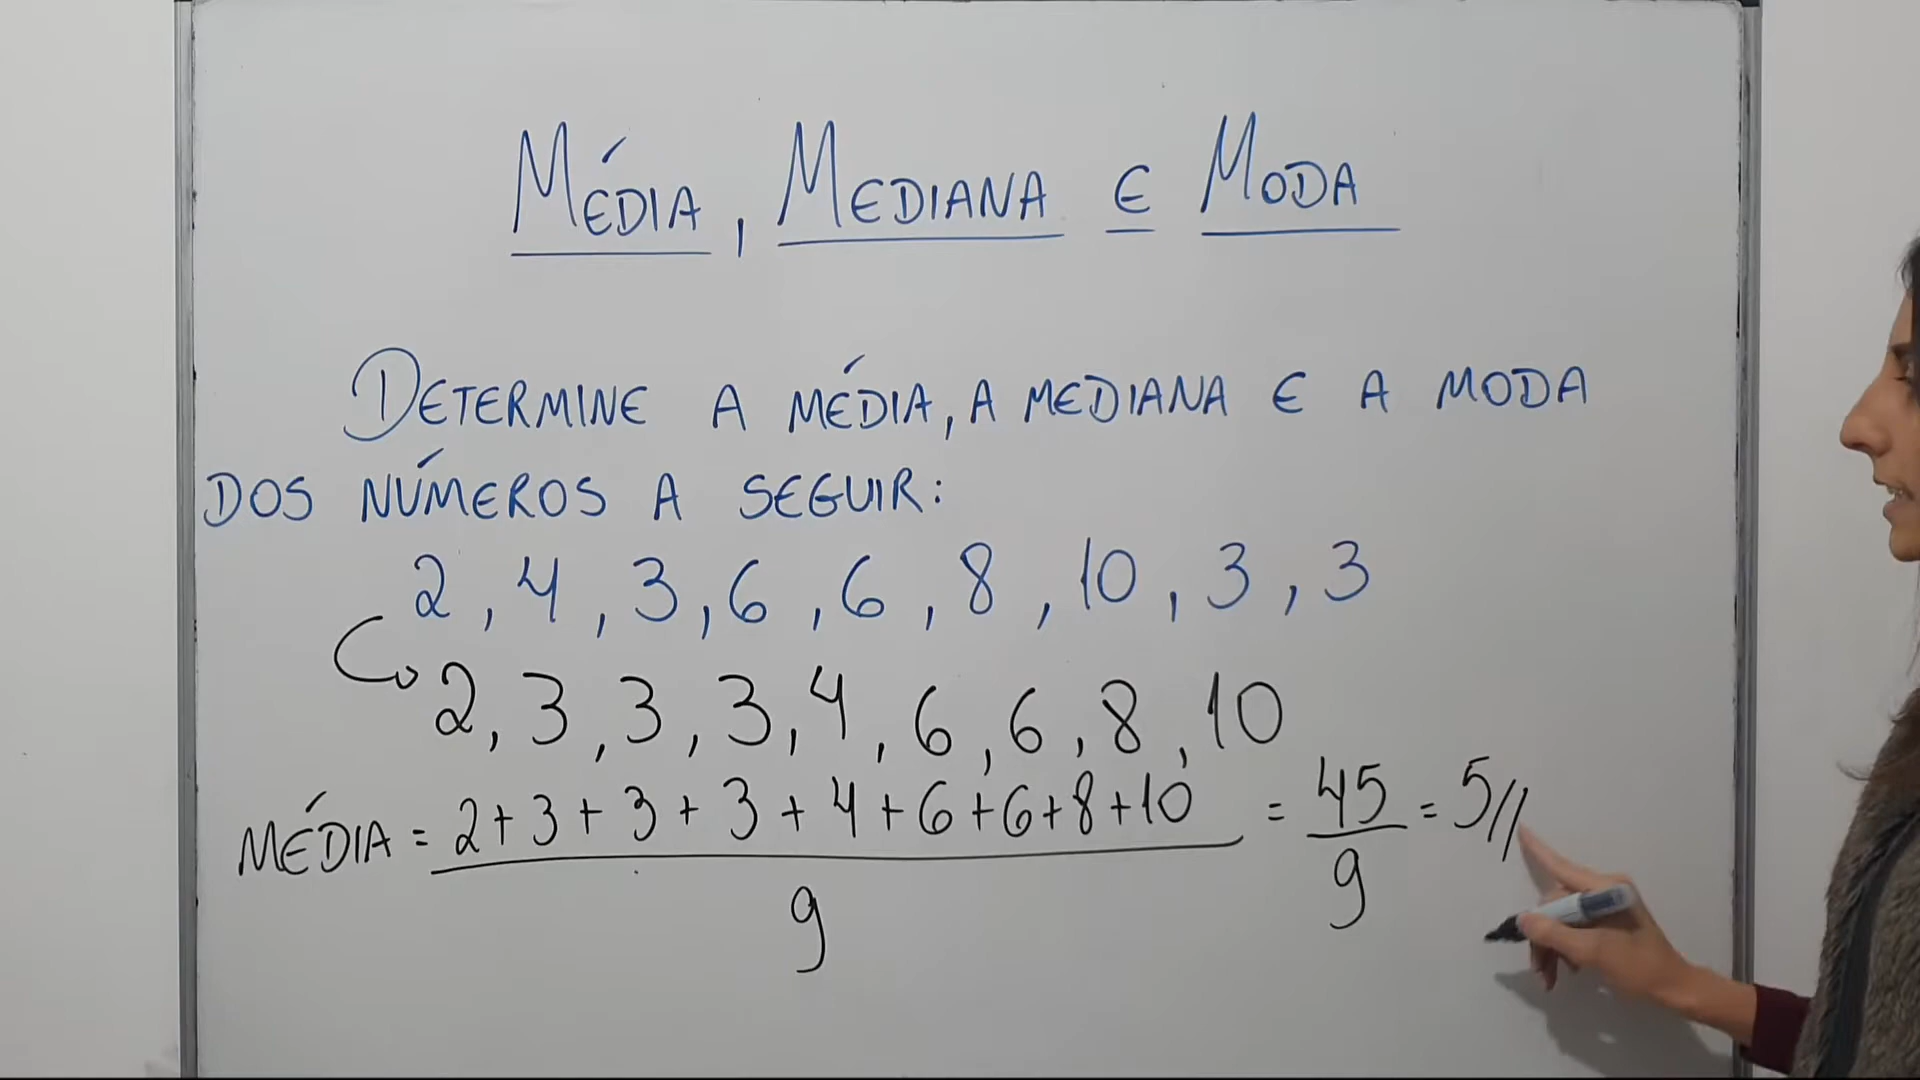 MÉDIA, MEDIANA E MODA
DETERMINE A MÉDIA, A MEDIANA E A MODA
DOS NÚMEROS A SEGUIR:
2, 4, 3, 6, 6, 8, 10, 3, 3
2, 3, 3, 3, 4, 6, 6, 8, 10
MÉDIA = 2+3+3+3+4+6+6+8+10 = 45 = 5//
9 9